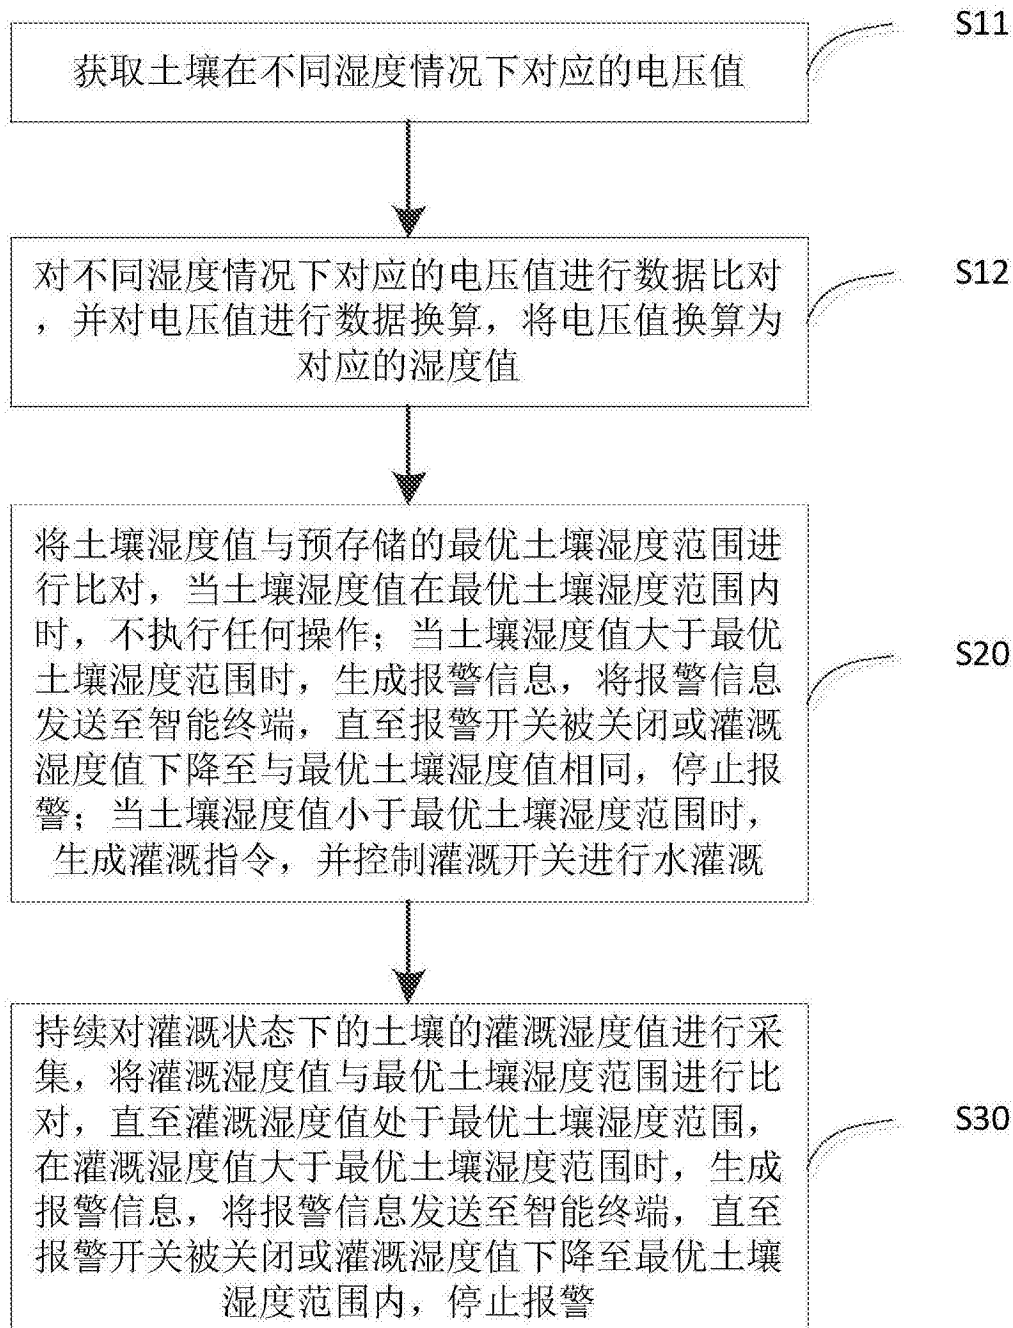 S11
获取土壤在不同湿度情况下对应的电压值
对不同湿度情况下对应的电压值进行数据比对
，并对电压值进行数据换算，将电压值换算为
对应的湿度值
S12
将土壤湿度值与预存储的最优土壤湿度范围进
行比对，当土壤湿度值在最优土壤湿度范围内
时，不执行任何操作；当土壤湿度值大于最优
土壤湿度范围时，生成报警信息，将报警信息
发送至智能终端，直至报警开关被关闭或灌溉
湿度值下降至与最优土壤湿度值相同，停止报
警；当土壤湿度值小于最优土壤湿度范围时，
生成灌溉指令，并控制灌溉开关进行水灌溉
S20
持续对灌溉状态下的土壤的灌溉湿度值进行采
集，将灌溉湿度值与最优土壤湿度范围进行比
对，直至灌溉湿度值处于最优土壤湿度范围，
在灌溉湿度值大于最优土壤湿度范围时，生成
报警信息，将报警信息发送至智能终端，直至
报警开关被关闭或灌溉湿度值下降至最优土壤
湿度范围内，停止报警
S30